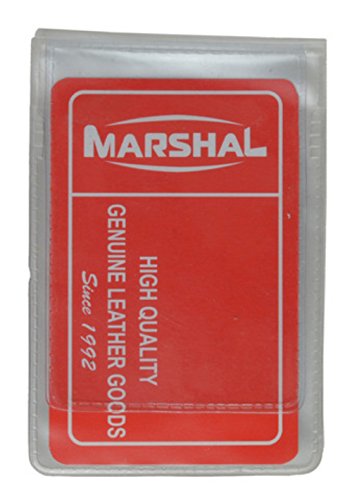 MARSHAL
HIGH QUALITY
GENUINE LEATHER GOODS
Since 1992